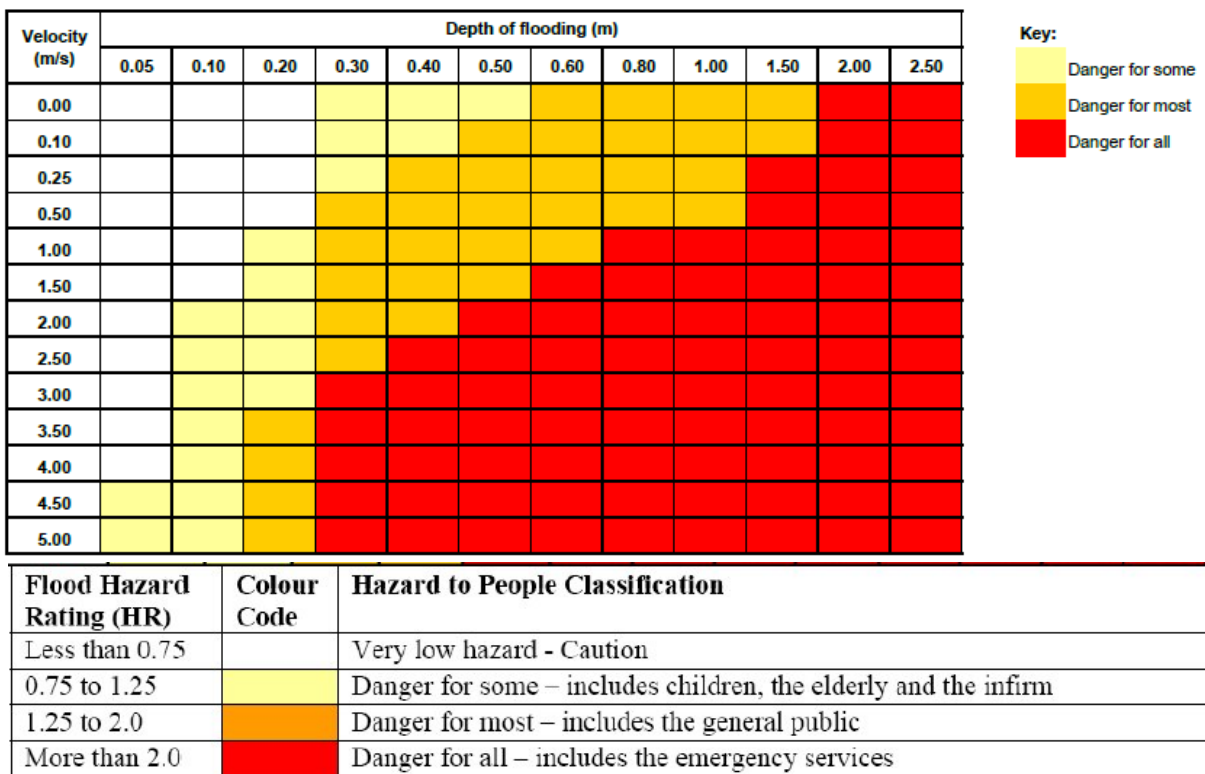 Velocity (m/s) Depth of flooding (m)
0.05 0.10 0.20 0.30 0.40 0.50 0.60 0.80 1.00 1.50 2.00 2.50
0.00
0.10
0.25
0.50
1.00
1.50
2.00
2.50
3.00
3.50
4.00
4.50
5.00
Key:
Danger for some
Danger for most
Danger for all
Flood Hazard Rating (HR) Colour Code Hazard to People Classification
Less than 0.75 Very low hazard - Caution
0.75 to 1.25 Danger for some – includes children, the elderly and the infirm
1.25 to 2.0 Danger for most – includes the general public
More than 2.0 Danger for all – includes the emergency services